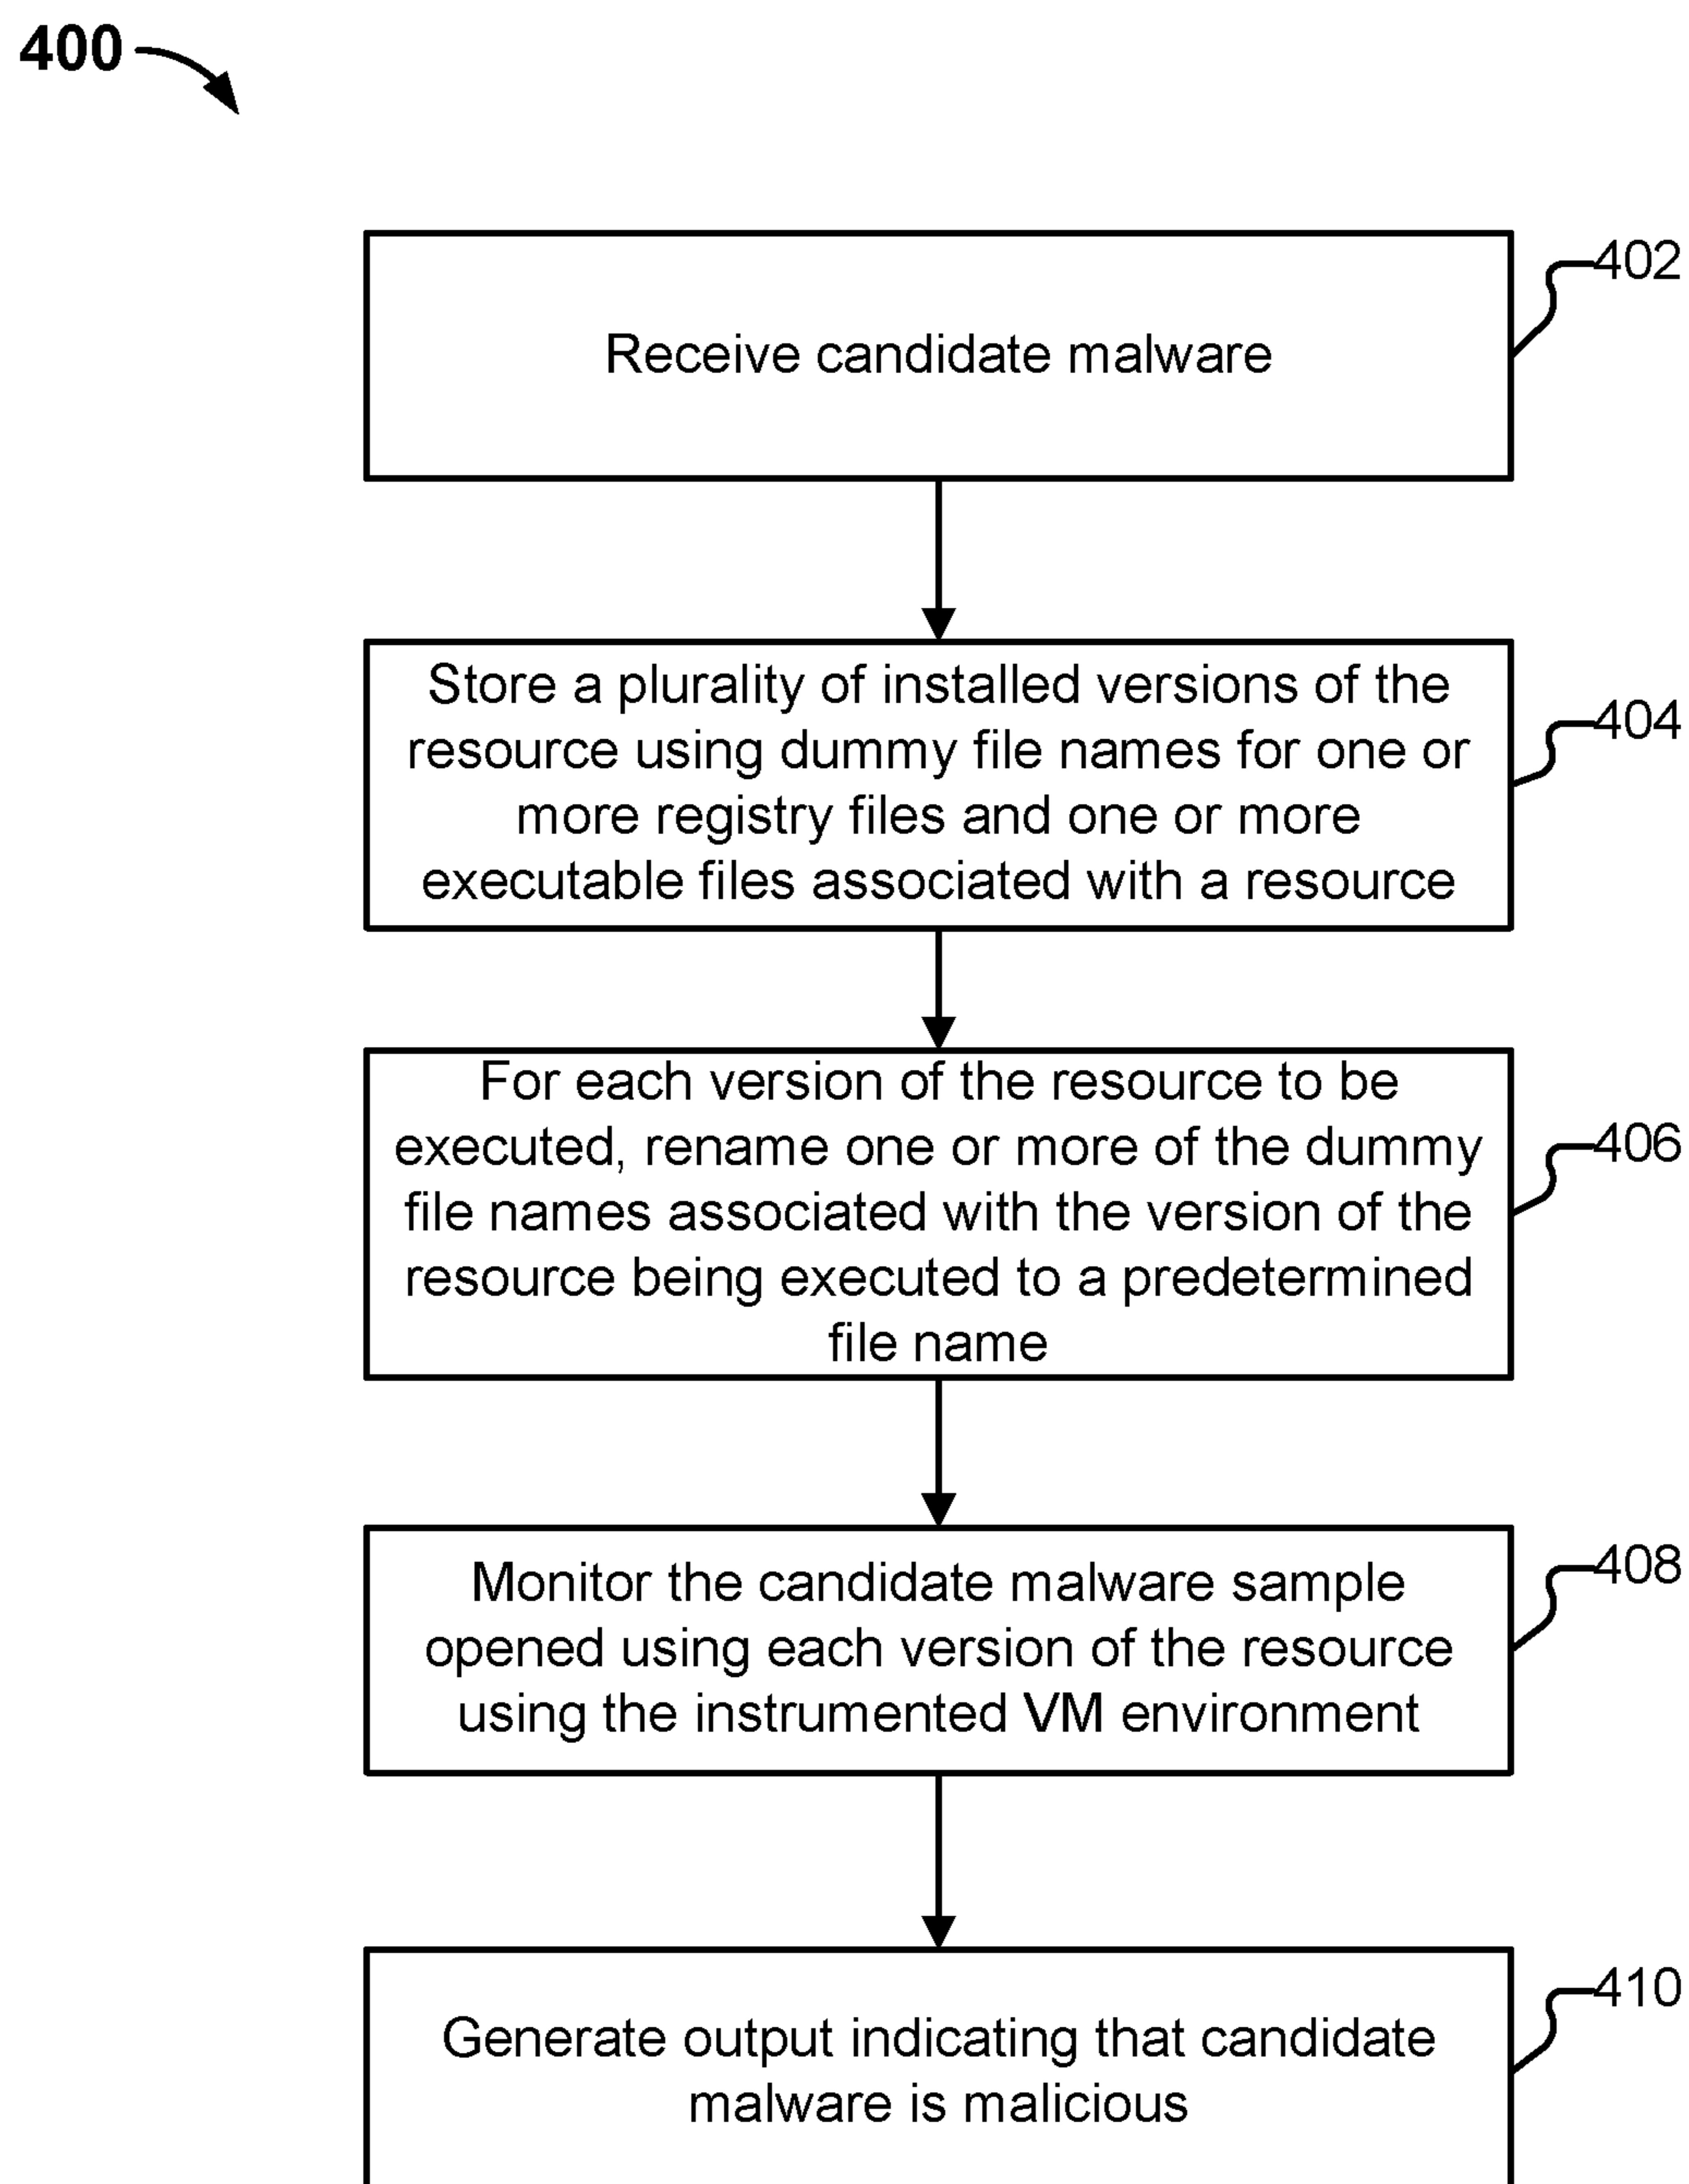 400
Receive candidate malware
402
Store a plurality of installed versions of the
resource using dummy file names for one or
more registry files and one or more
executable files associated with a resource
404
For each version of the resource to be
executed, rename one or more of the dummy
file names associated with the version of the
resource being executed to a predetermined
file name
406
Monitor the candidate malware sample
opened using each version of the resource
using the instrumented VM environment
408
Generate output indicating that candidate
malware is malicious
410